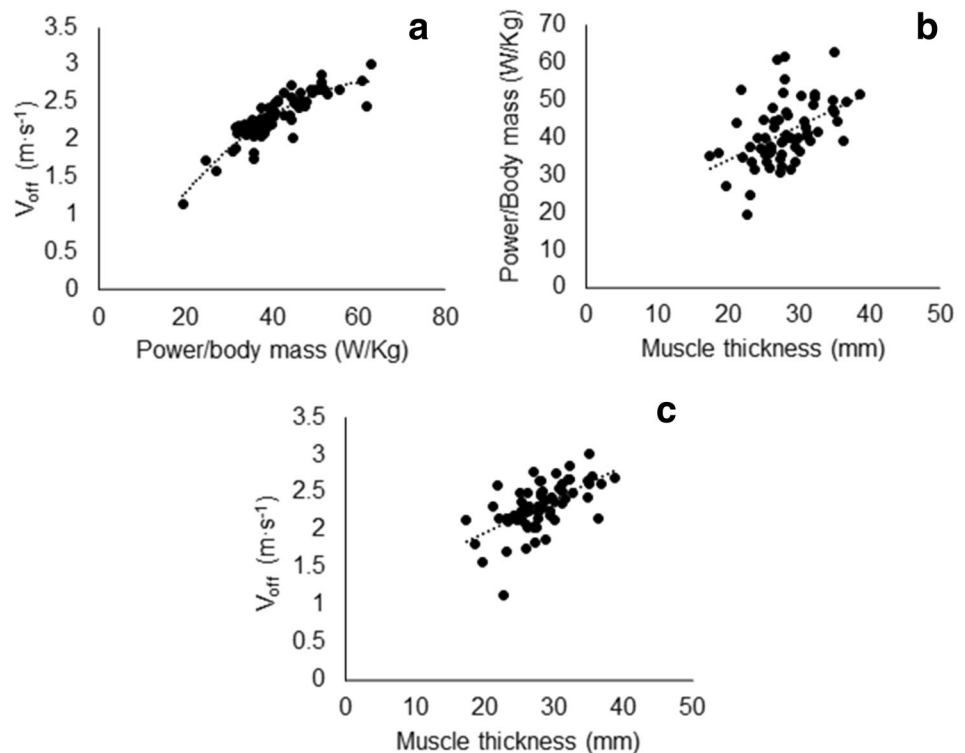 a
3.5
3
2.5
2
1.5
1
0.5
0
V_off (m·s⁻¹)
0 20 40 60 80
Power/body mass (W/Kg)
b
70
60
50
40
30
20
10
0
Power/Body mass (W/Kg)
0 10 20 30 40 50
Muscle thickness (mm)
c
3.5
3
2.5
2
1.5
1
0.5
0
V_off (m·s⁻¹)
0 10 20 30 40 50
Muscle thickness (mm)